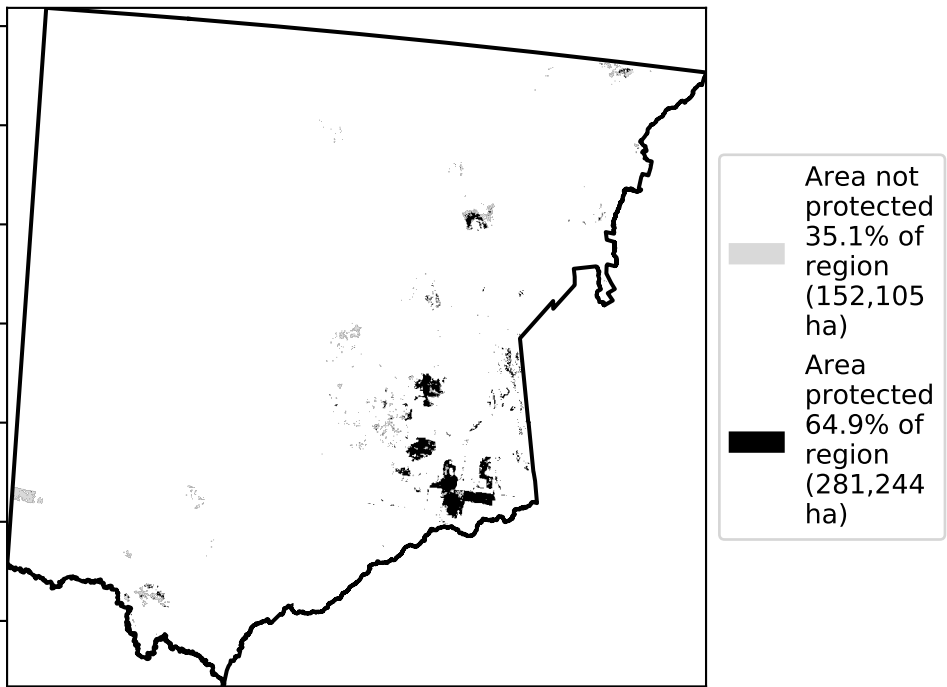 Area not
protected
35.1% of
region
(152,105
ha)
Area
protected
64.9% of
region
(281,244
ha)